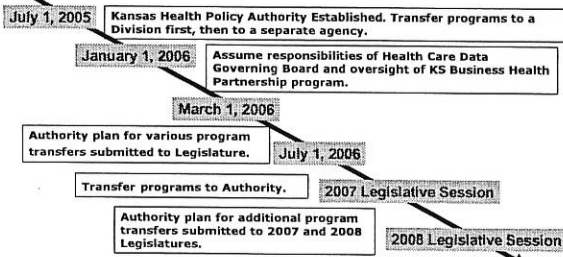 July 1, 2005
Kansas Health Policy Authority Established. Transfer programs to a
Division first, then to a separate agency.
January 1, 2006
Assume responsibilities of Health Care Data
Governing Board and oversight of KS Business Health
Partnership program.
March 1, 2006
Authority plan for various program
transfers submitted to Legislature.
July 1, 2006
Transfer programs to Authority.
2007 Legislative Session
Authority plan for additional program
transfers submitted to 2007 and 2008
Legislatures.
2008 Legislative Session